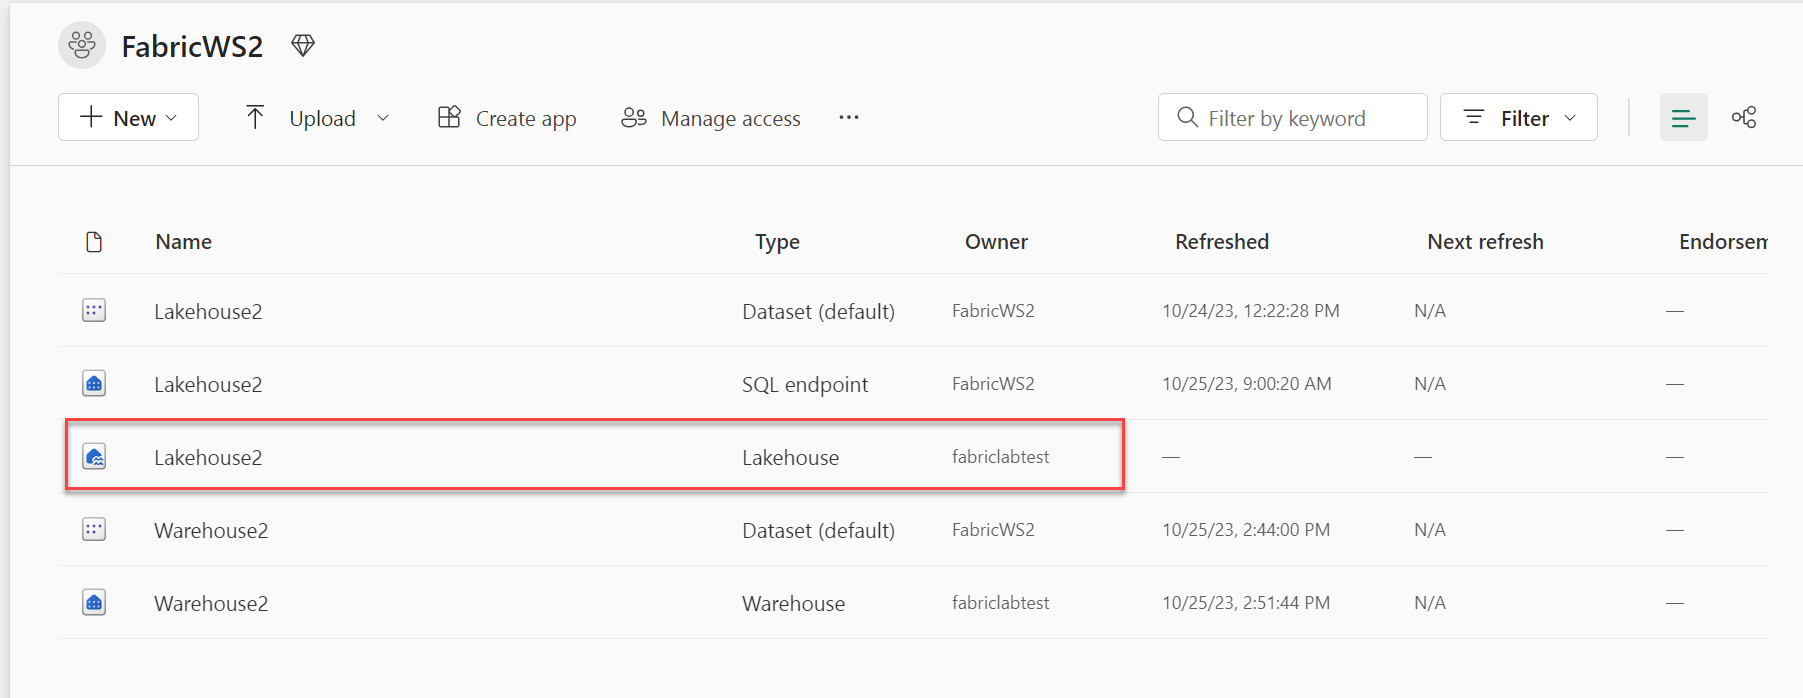 FabricWS2
New Upload Create app Manage access ··· Filter by keyword Filter
Name Type Owner Refreshed Next refresh Endorsem
Lakehouse2 Dataset (default) FabricWS2 10/24/23, 12:22:28 PM N/A —
Lakehouse2 SQL endpoint FabricWS2 10/25/23, 9:00:20 AM N/A —
Lakehouse2 Lakehouse fabriclabtest — — —
Warehouse2 Dataset (default) FabricWS2 10/25/23, 2:44:00 PM N/A —
Warehouse2 Warehouse fabriclabtest 10/25/23, 2:51:44 PM N/A —